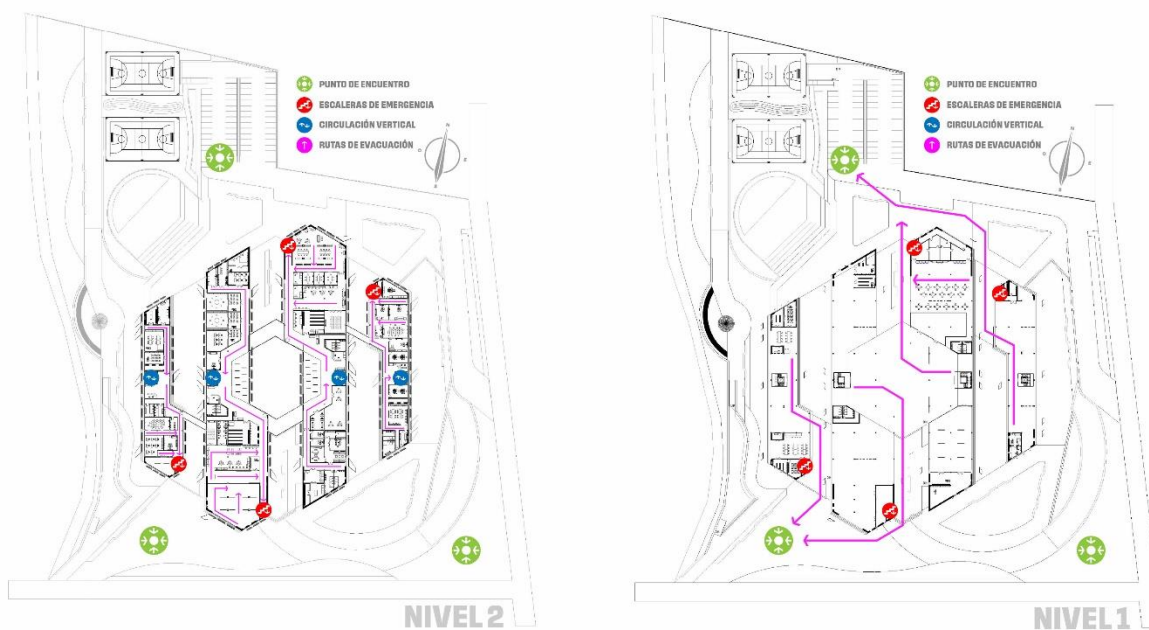 PUNTO DE ENCUENTRO
ESCALERAS DE EMERGENCIA
CIRCULACIÓN VERTICAL
RUTAS DE EVACUACIÓN
N
E
S
O
NIVEL 2
PUNTO DE ENCUENTRO
ESCALERAS DE EMERGENCIA
CIRCULACIÓN VERTICAL
RUTAS DE EVACUACIÓN
N
E
S
O
NIVEL 1